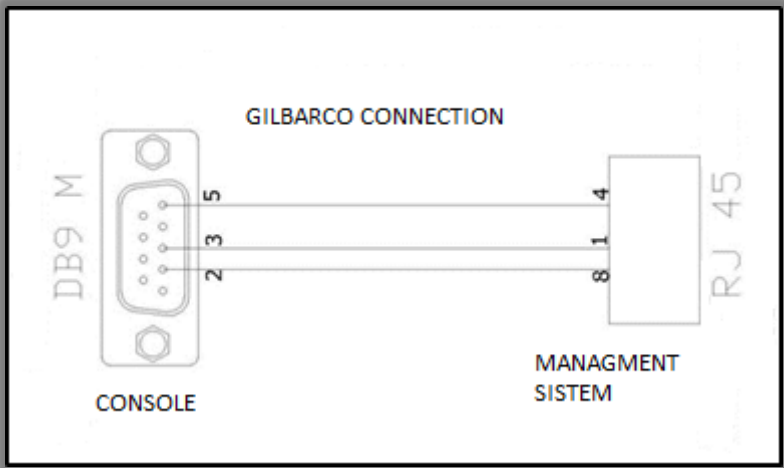 GILBARCO CONNECTION
DB9 M
5
3
2
4
1
8
RJ 45
CONSOLE
MANAGMENT
SISTEM